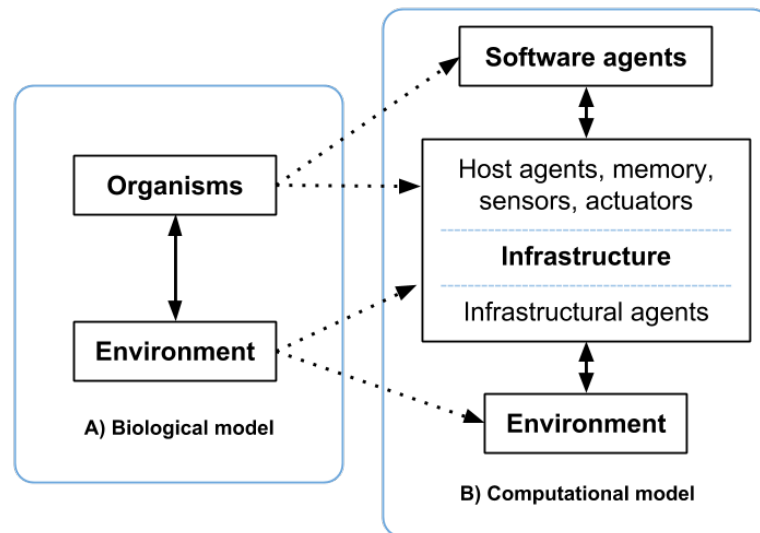 Organisms
Environment
A) Biological model
Software agents
Host agents, memory,
sensors, actuators
Infrastructure
Infrastructural agents
Environment
B) Computational model